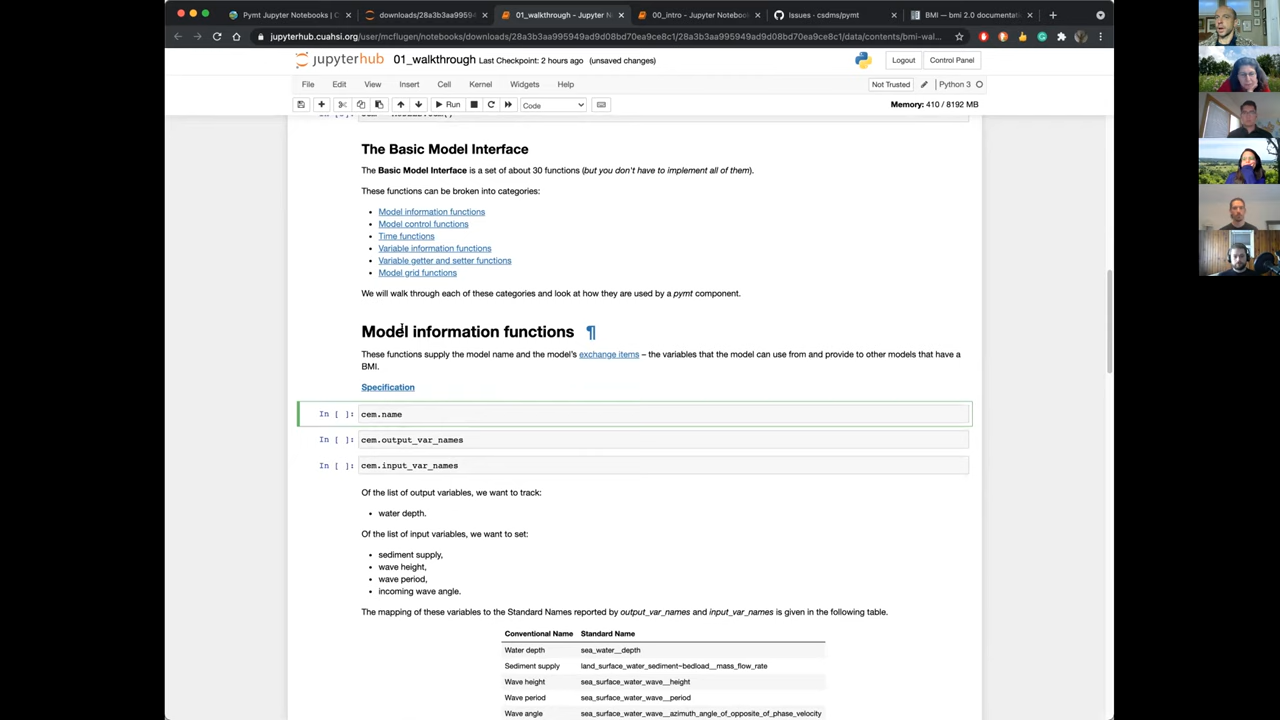 Pymt Jupyter Notebooks | C
downloads/28a3b3aa99594
01_walkthrough - Jupyter N
00_intro - Jupyter Notebook
Issues · csdms/pymt
BMI — bmi 2.0 documentation
jupyterhub.cuahsi.org/user/mcflugen/notebooks/downloads/28a3b3aa995949d08bd70ea9ce8c1/data/contents/bmi-wal...
jupyterhub 01_walkthrough Last Checkpoint: 2 hours ago (unsaved changes)
Logout Control Panel
File Edit View Insert Cell Kernel Widgets Help
Not Trusted Python 3
Run Code
Memory: 410 / 8192 MB
The Basic Model Interface
The Basic Model Interface is a set of about 30 functions (but you don't have to implement all of them).
These functions can be broken into categories:
• Model information functions
• Model control functions
• Time functions
• Variable information functions
• Variable getter and setter functions
• Model grid functions
We will walk through each of these categories and look at how they are used by a pymt component.
Model information functions ¶
These functions supply the model name and the model's exchange items – the variables that the model can use from and provide to other models that have a
BMI.
Specification
In [ ]: cem.name
In [ ]: cem.output_var_names
In [ ]: cem.input_var_names
Of the list of output variables, we want to track:
• water depth.
Of the list of input variables, we want to set:
• sediment supply,
• wave height,
• wave period,
• incoming wave angle.
The mapping of these variables to the Standard Names reported by output_var_names and input_var_names is given in the following table.
Conventional Name Standard Name
Water depth sea_water__depth
Sediment supply land_surface_water_sediment~bedload__mass_flow_rate
Wave height sea_surface_water_wave__height
Wave period sea_surface_water_wave__period
Wave angle sea_surface_water_wave__azimuth_angle_of_opposite_of_phase_velocity